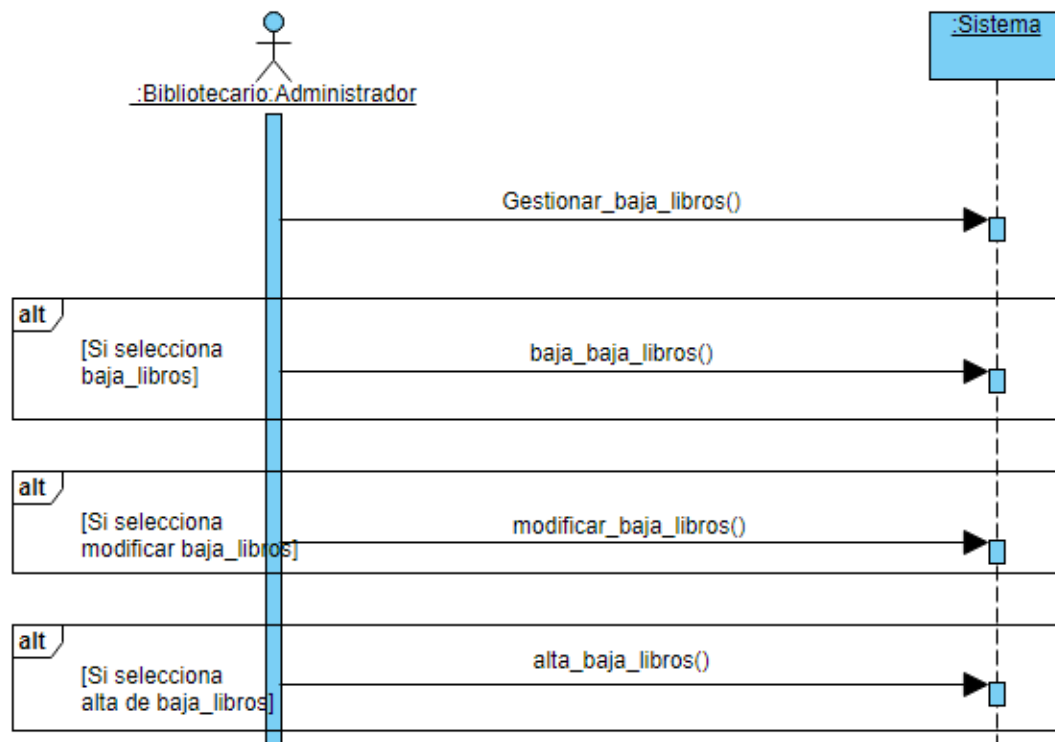 :Sistema
:Bibliotecario:Administrador
Gestionar_baja_libros()
alt
[Si selecciona
baja_libros]
baja_baja_libros()
alt
[Si selecciona
modificar baja_libros]
modificar_baja_libros()
alt
[Si selecciona
alta de baja_libros]
alta_baja_libros()